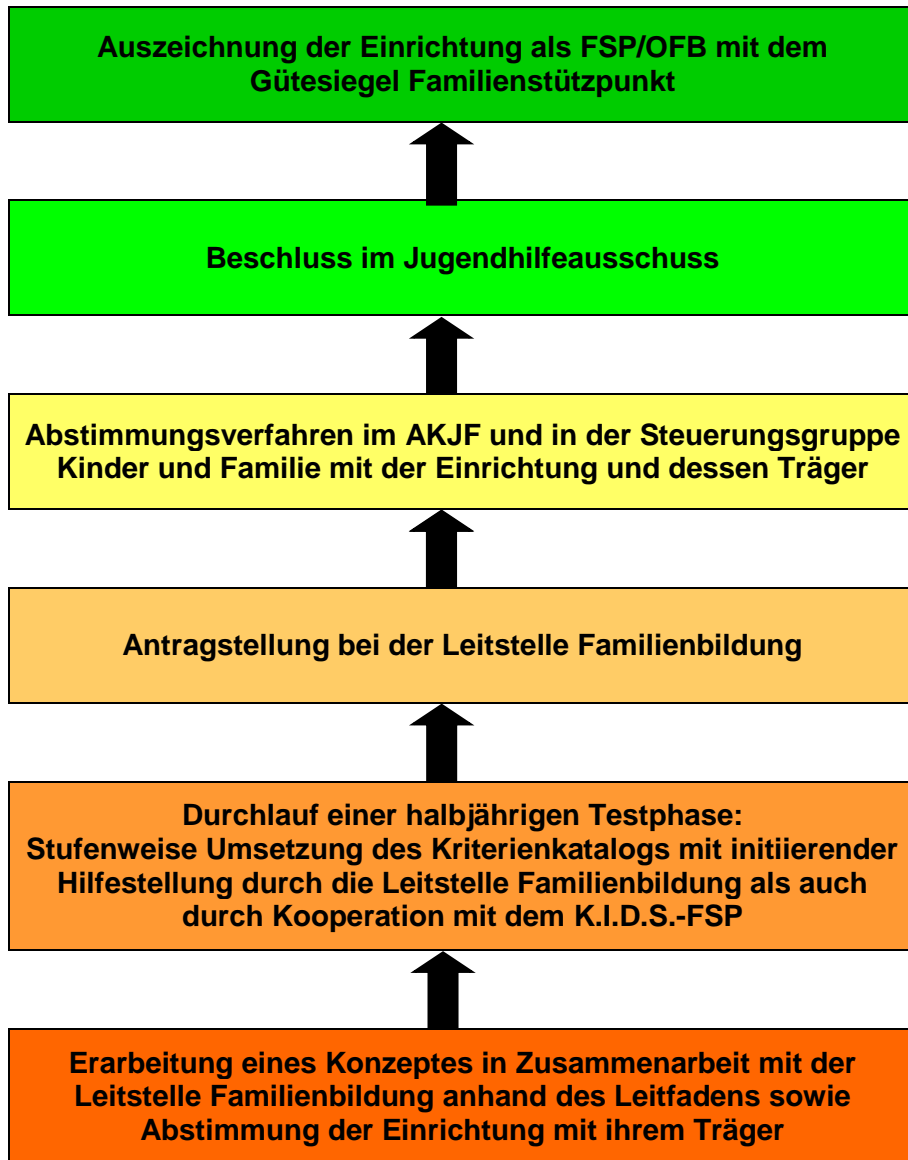 Auszeichnung der Einrichtung als FSP/OFB mit dem
Gütesiegel Familienstützpunkt
Beschluss im Jugendhilfeausschuss
Abstimmungsverfahren im AKJF und in der Steuerungsgruppe
Kinder und Familie mit der Einrichtung und dessen Träger
Antragstellung bei der Leitstelle Familienbildung
Durchlauf einer halbjährigen Testphase:
Stufenweise Umsetzung des Kriterienkatalogs mit initiierender
Hilfestellung durch die Leitstelle Familienbildung als auch
durch Kooperation mit dem K.I.D.S.-FSP
Erarbeitung eines Konzeptes in Zusammenarbeit mit der
Leitstelle Familienbildung anhand des Leitfadens sowie
Abstimmung der Einrichtung mit ihrem Träger